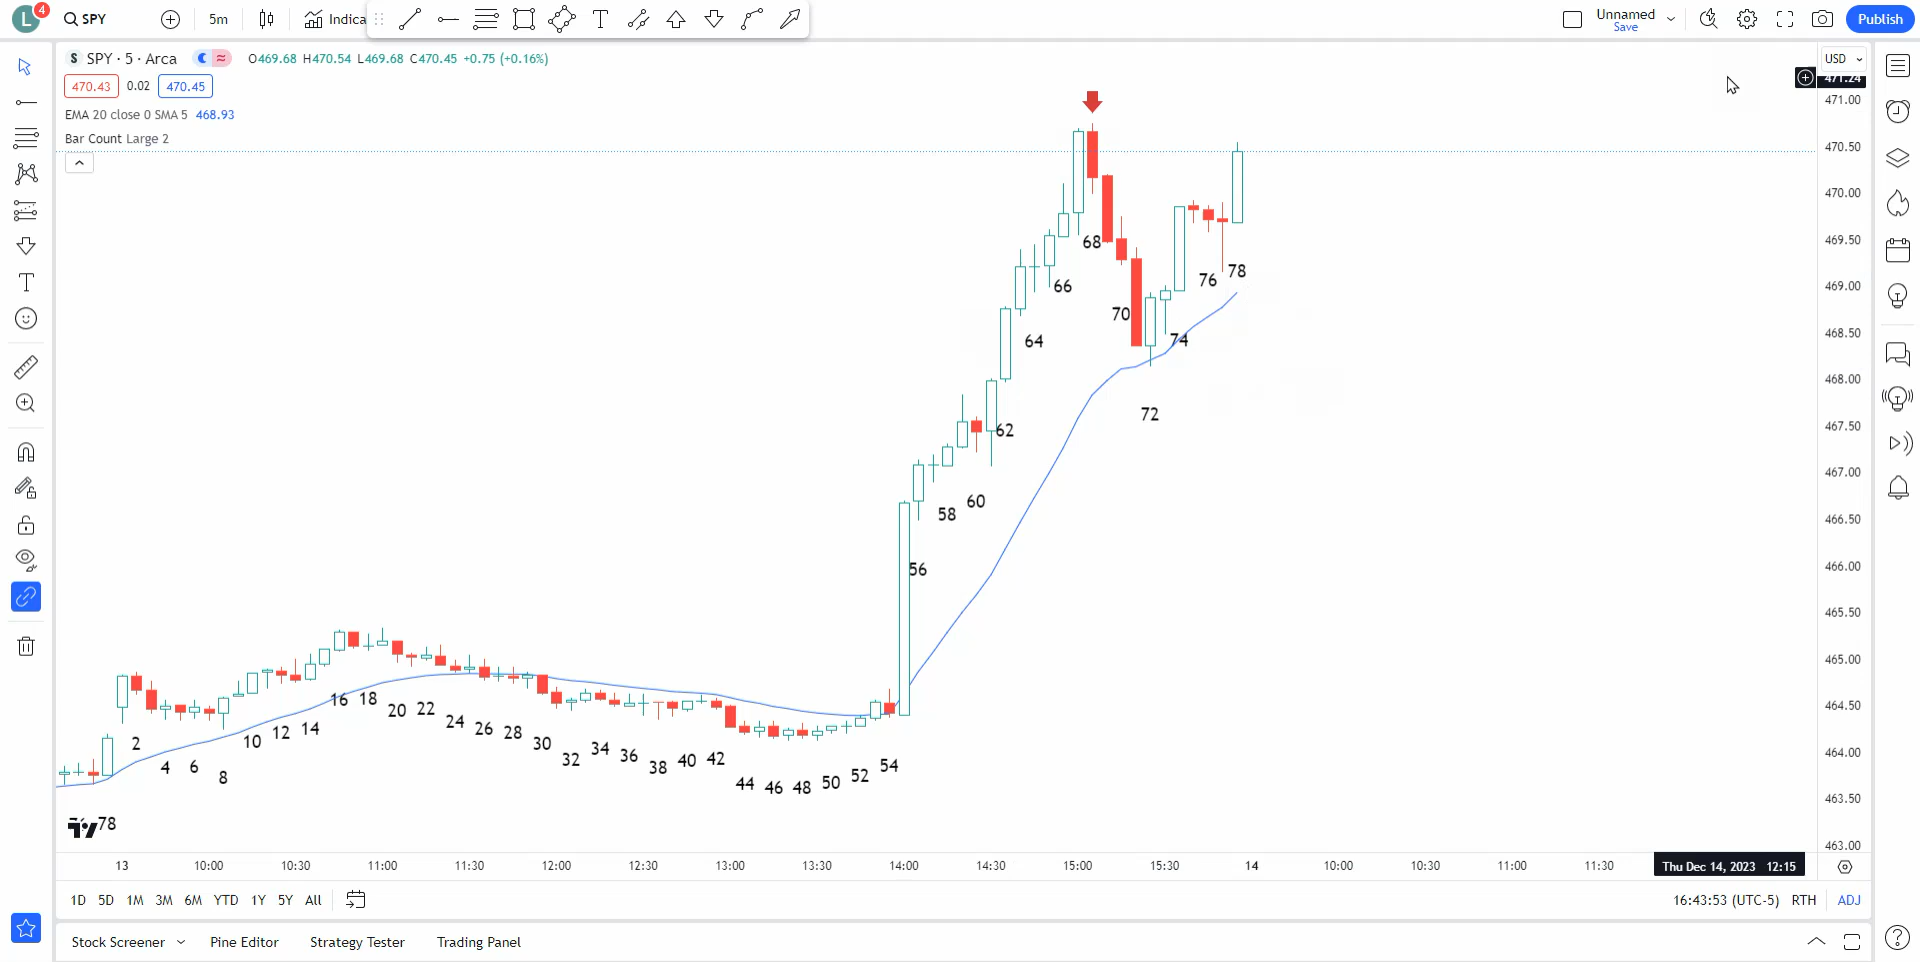 L 4 SPY 5m Indica Unnamed Save Publish
S SPY · 5 · Arca O469.68 H470.54 L469.68 C470.45 +0.75 (+0.16%)
470.43 0.02 470.45
EMA 20 close 0 SMA 5 468.93
Bar Count Large 2
USD
471.24
471.00
470.50
470.00
469.50
469.00
468.50
468.00
467.50
467.00
466.50
466.00
465.50
465.00
464.50
464.00
463.50
463.00
68
66
76 78
70
64
74
72
62
60
58
56
16 18
20 22
24 26 28
10 12 14
30 32 34 36 38 40 42
2 4 6 8
44 46 48 50 52 54
78
13 10:00 10:30 11:00 11:30 12:00 12:30 13:00 13:30 14:00 14:30 15:00 15:30 14 10:00 10:30 11:00 11:30 Thu Dec 14, 2023 12:15
1D 5D 1M 3M 6M YTD 1Y 5Y All 16:43:53 (UTC-5) RTH ADJ
Stock Screener Pine Editor Strategy Tester Trading Panel